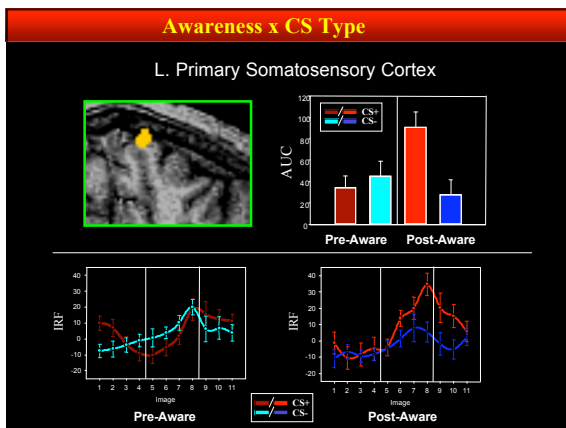 Awareness x CS Type
L. Primary Somatosensory Cortex
120
100
80
60
40
20
0
AUC
CS+
CS-
Pre-Aware Post-Aware
40
30
20
10
0
-10
-20
IRF
1 2 3 4 5 6 7 8 9 10 11
Image
Pre-Aware
CS+
CS-
40
30
20
10
0
-10
-20
IRF
1 2 3 4 5 6 7 8 9 10 11
Image
Post-Aware